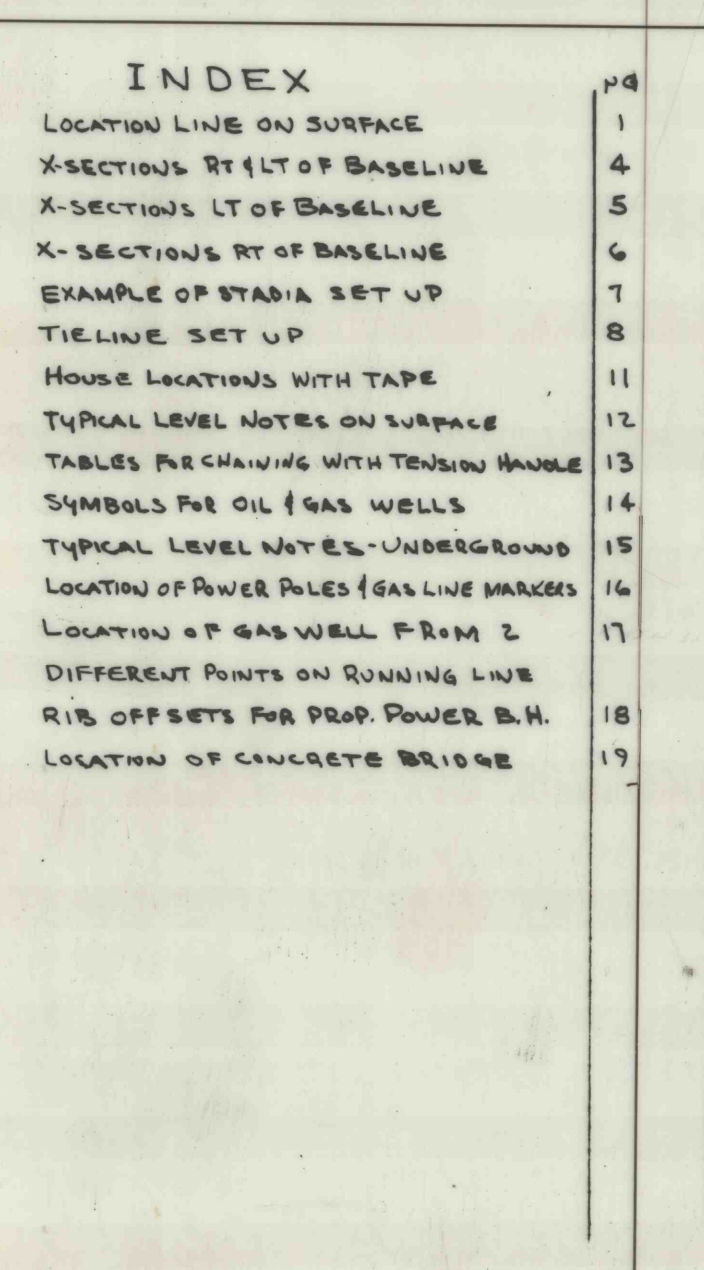 INDEX PG
LOCATION LINE ON SURFACE 1
X-SECTIONS RT & LT OF BASELINE 4
X-SECTIONS LT OF BASELINE 5
X-SECTIONS RT OF BASELINE 6
EXAMPLE OF STADIA SET UP 7
TIELINE SET UP 8
HOUSE LOCATIONS WITH TAPE 11
TYPICAL LEVEL NOTES ON SURFACE 12
TABLES FOR CHAINING WITH TENSION HANDLE 13
SYMBOLS FOR OIL & GAS WELLS 14
TYPICAL LEVEL NOTES-UNDERGROUND 15
LOCATION OF POWER POLES & GAS LINE MARKERS 16
LOCATION OF GAS WELL FROM 2 17
DIFFERENT POINTS ON RUNNING LINE
RIB OFFSETS FOR PROP. POWER B.H. 18
LOCATION OF CONCRETE BRIDGE 19